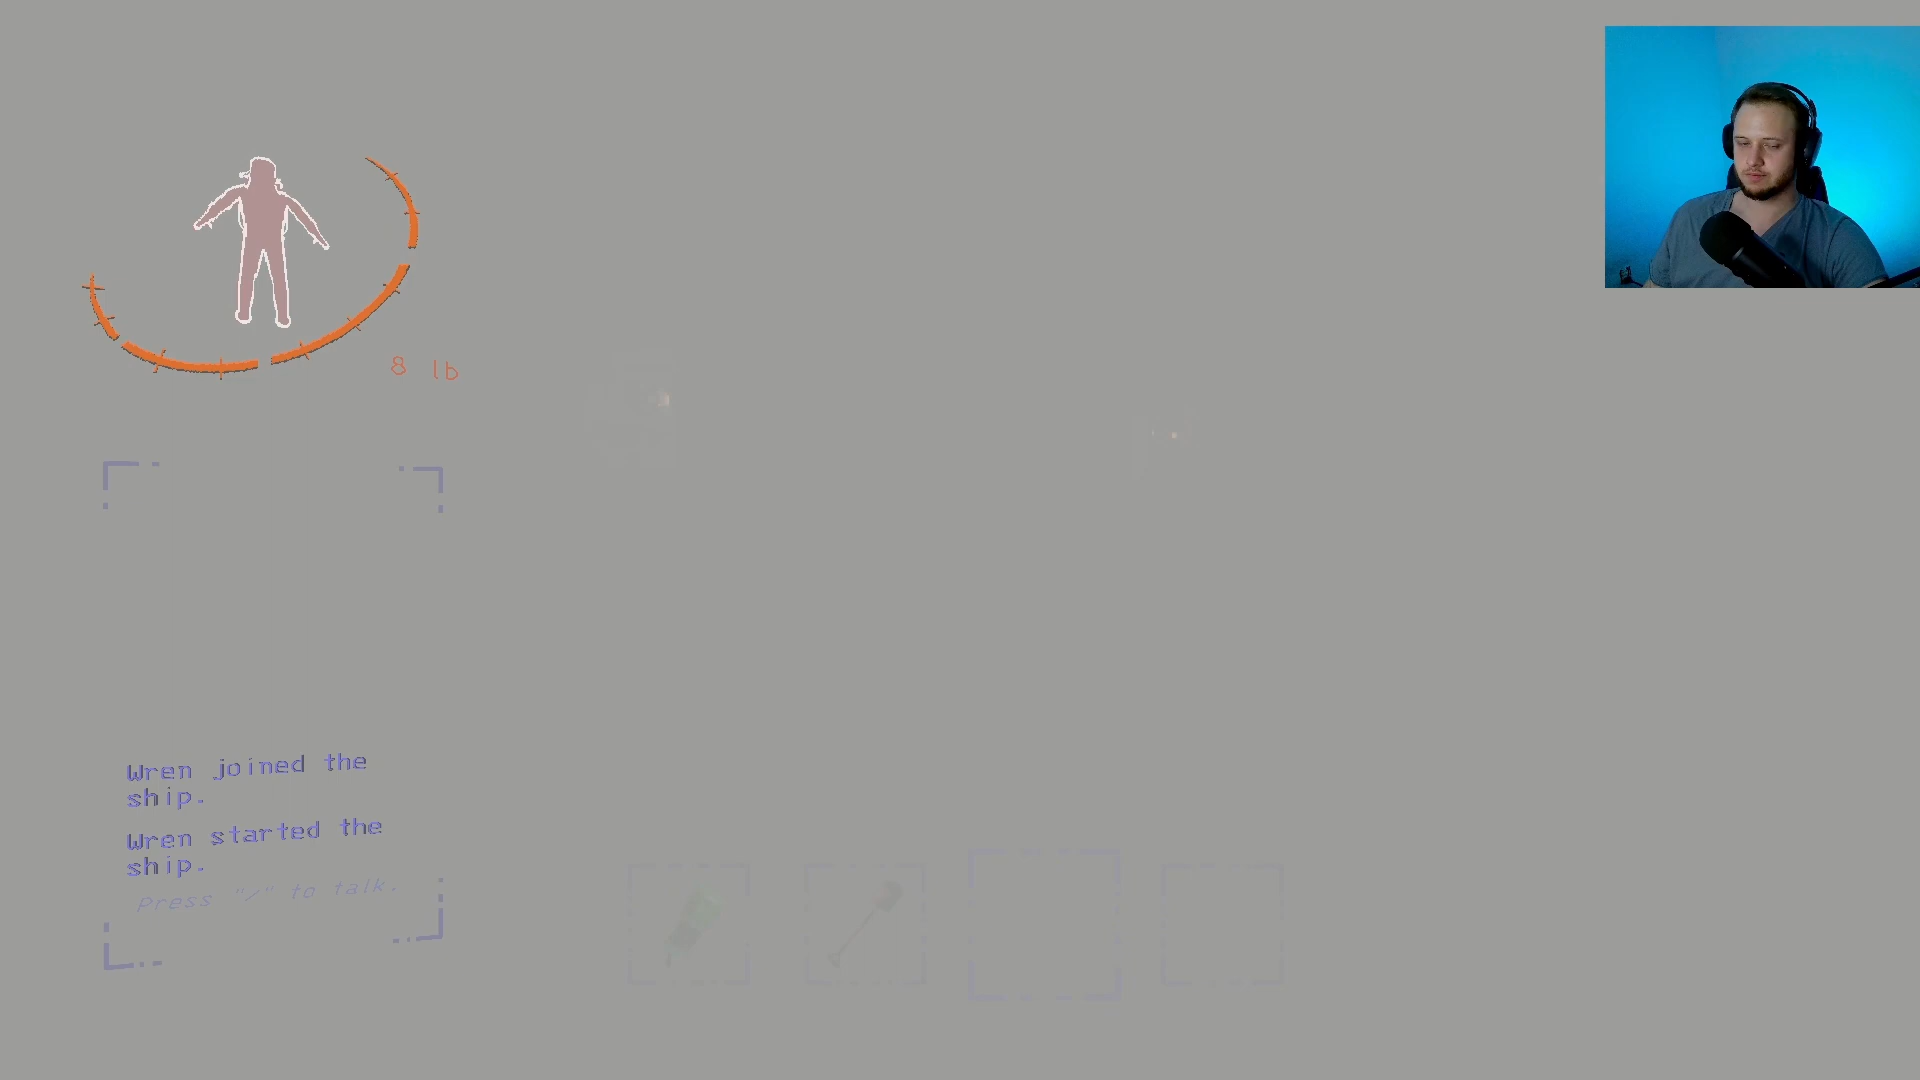 8 lb
Wren joined the
ship.
Wren started the
ship.
Press "/" to talk.